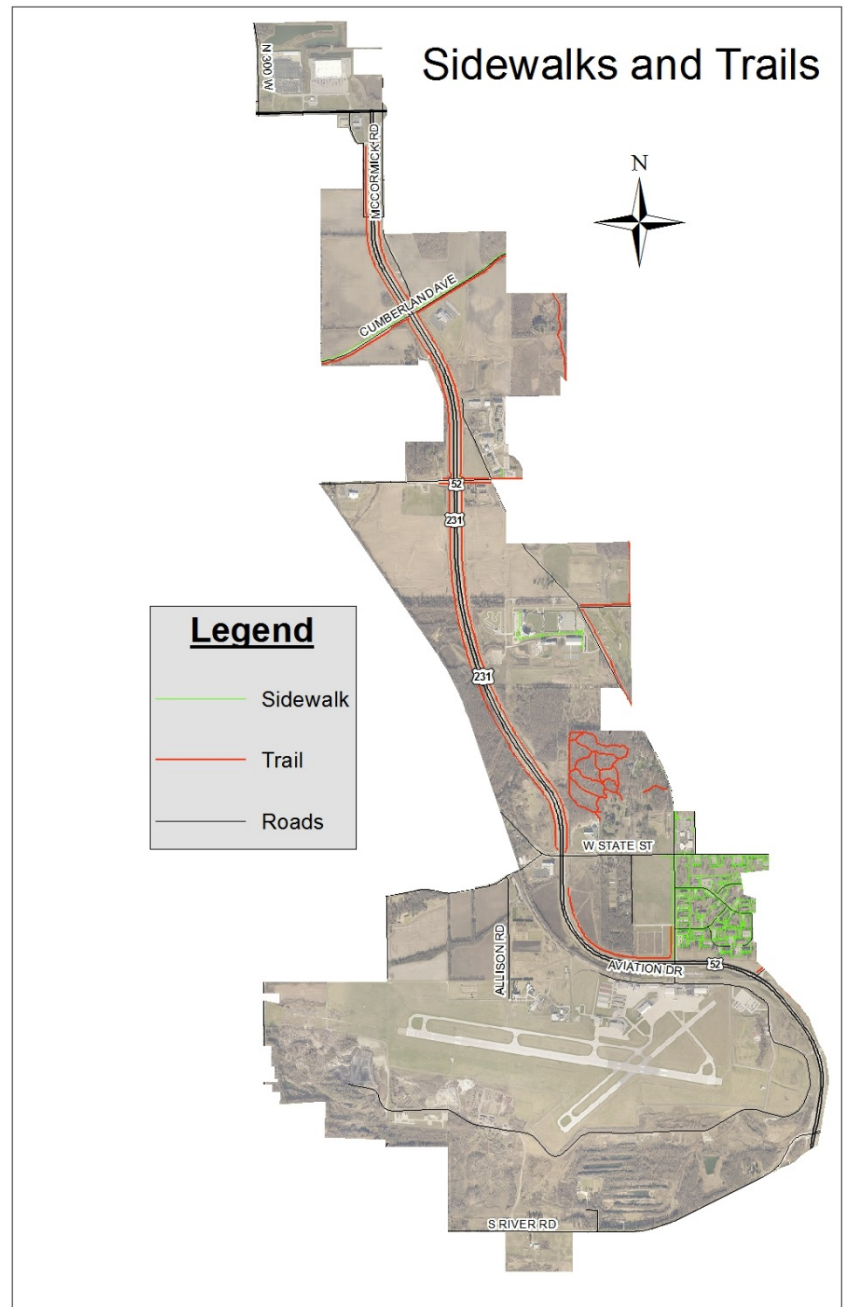 Sidewalks and Trails
N 300 W
MCCORMICK RD
N
CUMBERLAND AVE
52
231
Legend
Sidewalk
Trail
Roads
231
W STATE ST
ALLISON RD
AVIATION DR
52
S RIVER RD